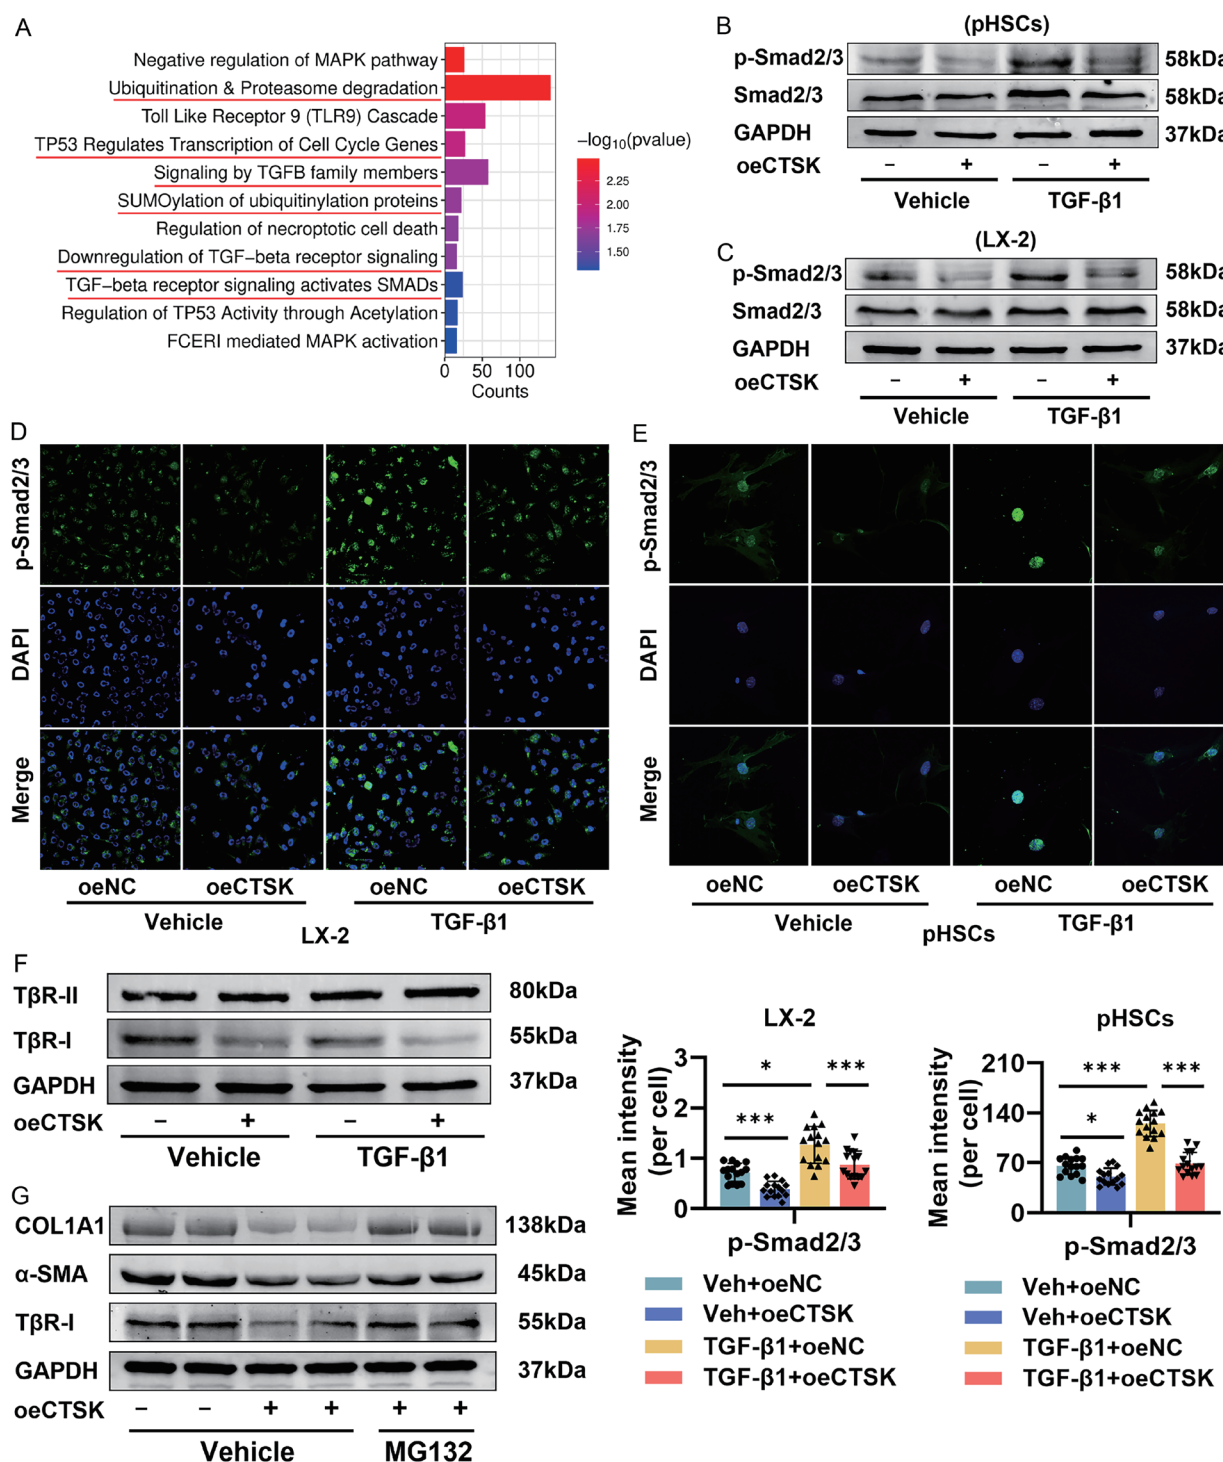 A
Negative regulation of MAPK pathway
Ubiquitination & Proteasome degradation
Toll Like Receptor 9 (TLR9) Cascade
TP53 Regulates Transcription of Cell Cycle Genes
Signaling by TGFB family members
SUMOylation of ubiquitinylation proteins
Regulation of necroptotic cell death
Downregulation of TGF−beta receptor signaling
TGF−beta receptor signaling activates SMADs
Regulation of TP53 Activity through Acetylation
FCERI mediated MAPK activation
0 50 100
Counts
−log10(pvalue)
2.25
2.00
1.75
1.50
B
(pHSCs)
p-Smad2/3 58kDa
Smad2/3 58kDa
GAPDH 37kDa
oeCTSK − + − +
Vehicle TGF-β1
C
(LX-2)
p-Smad2/3 58kDa
Smad2/3 58kDa
GAPDH 37kDa
oeCTSK − + − +
Vehicle TGF-β1
D
p-Smad2/3
DAPI
Merge
oeNC oeCTSK oeNC oeCTSK
Vehicle TGF-β1
LX-2
E
p-Smad2/3
DAPI
Merge
oeNC oeCTSK oeNC oeCTSK
Vehicle TGF-β1
pHSCs
F
TβR-II 80kDa
TβR-I 55kDa
GAPDH 37kDa
oeCTSK − + − +
Vehicle TGF-β1
LX-2
Mean intensity
(per cell)
3
2
1
0
* ***
***
p-Smad2/3
Veh+oeNC
Veh+oeCTSK
TGF-β1+oeNC
TGF-β1+oeCTSK
pHSCs
Mean intensity
(per cell)
210
140
70
0
*** ***
*
p-Smad2/3
Veh+oeNC
Veh+oeCTSK
TGF-β1+oeNC
TGF-β1+oeCTSK
G
COL1A1 138kDa
α-SMA 45kDa
TβR-I 55kDa
GAPDH 37kDa
oeCTSK − − + + + +
Vehicle MG132